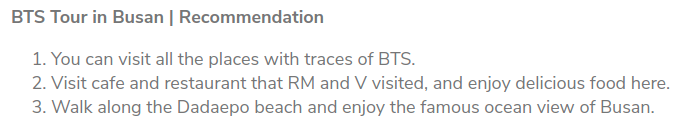 BTS Tour in Busan | Recommendation
1. You can visit all the places with traces of BTS.
2. Visit cafe and restaurant that RM and V visited, and enjoy delicious food here.
3. Walk along the Dadaepo beach and enjoy the famous ocean view of Busan.